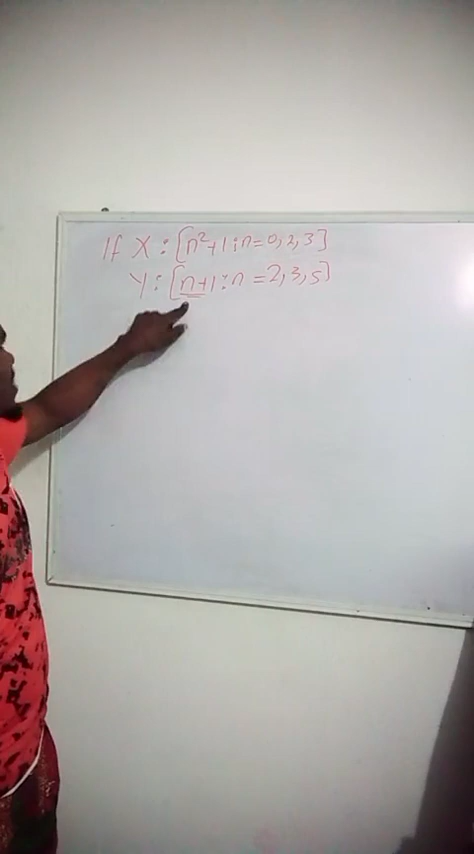 If X : [n²+1 : n = 0, 2, 3]
Y : [n+1 : n = 2, 3, 5]